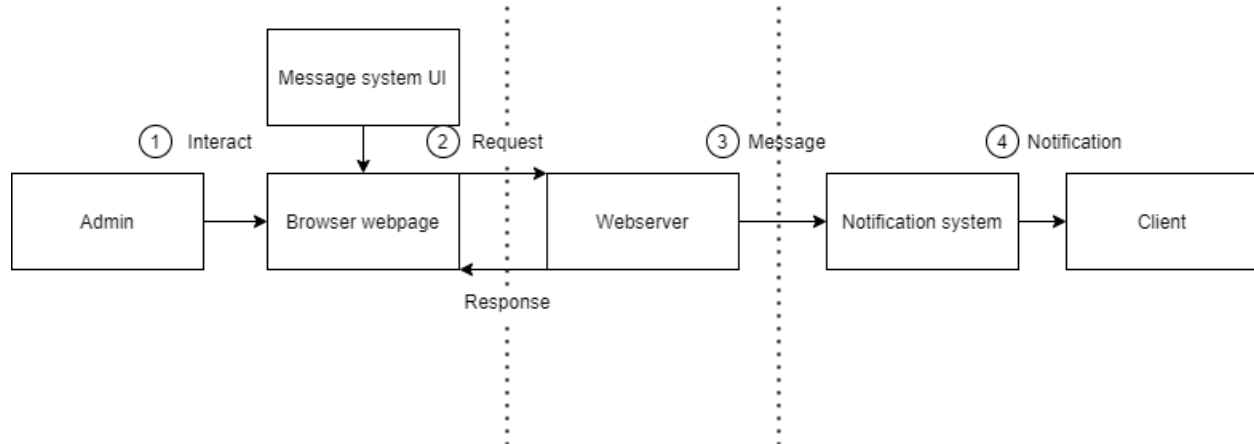 Message system UI
1 Interact
2 Request
3 Message
4 Notification
Admin
Browser webpage
Webserver
Notification system
Client
Response